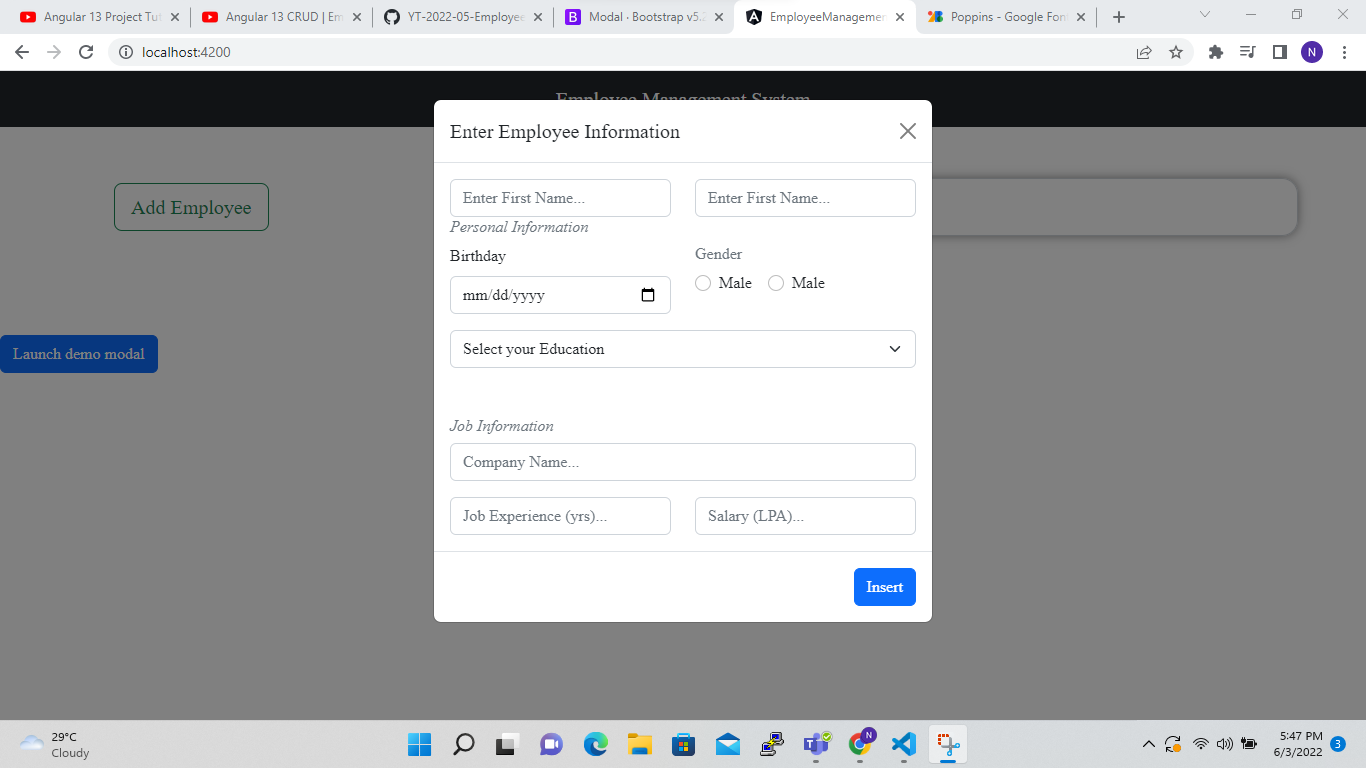 Angular 13 Project Tu
Angular 13 CRUD | Em
YT-2022-05-Employee
Modal · Bootstrap v5.
EmployeeManagemen
Poppins - Google Fon
localhost:4200
N
Employee Management System
Enter Employee Information
Enter First Name...
Enter First Name...
Add Employee
Personal Information
Birthday
Gender
mm/dd/yyyy
Male
Male
Launch demo modal
Select your Education
Job Information
Company Name...
Job Experience (yrs)...
Salary (LPA)...
Insert
29°C
Cloudy
N
5:47 PM
6/3/2022
3